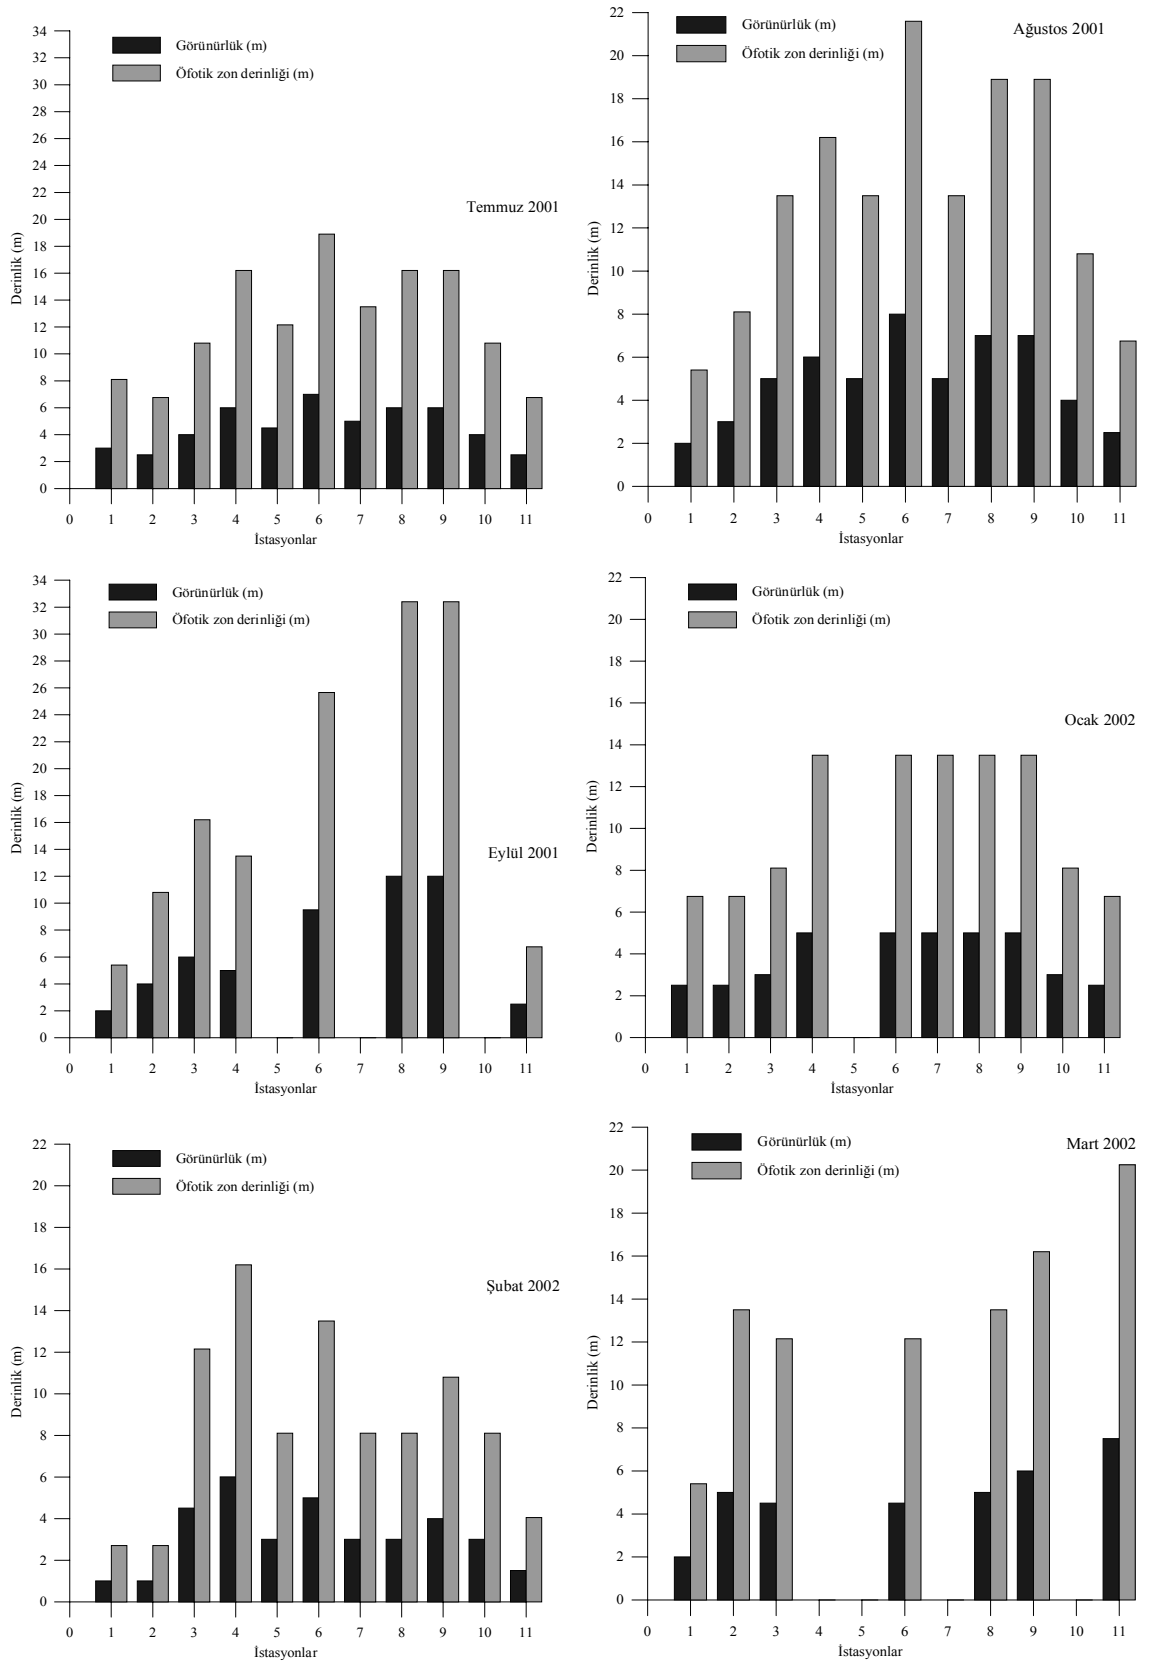 Görünürlük (m)
Öfotik zon derinliği (m)
Temmuz 2001
Derinlik (m)
34
32
30
28
26
24
22
20
18
16
14
12
10
8
6
4
2
0
0 1 2 3 4 5 6 7 8 9 10 11
İstasyonlar
Görünürlük (m)
Öfotik zon derinliği (m)
Ağustos 2001
Derinlik (m)
22
20
18
16
14
12
10
8
6
4
2
0
0 1 2 3 4 5 6 7 8 9 10 11
İstasyonlar
Görünürlük (m)
Öfotik zon derinliği (m)
Eylül 2001
Derinlik (m)
34
32
30
28
26
24
22
20
18
16
14
12
10
8
6
4
2
0
0 1 2 3 4 5 6 7 8 9 10 11
İstasyonlar
Görünürlük (m)
Öfotik zon derinliği (m)
Ocak 2002
Derinlik (m)
22
20
18
16
14
12
10
8
6
4
2
0
0 1 2 3 4 5 6 7 8 9 10 11
İstasyonlar
Görünürlük (m)
Öfotik zon derinliği (m)
Şubat 2002
Derinlik (m)
22
20
18
16
14
12
10
8
6
4
2
0
0 1 2 3 4 5 6 7 8 9 10 11
İstasyonlar
Görünürlük (m)
Öfotik zon derinliği (m)
Mart 2002
Derinlik (m)
22
20
18
16
14
12
10
8
6
4
2
0
0 1 2 3 4 5 6 7 8 9 10 11
İstasyonlar